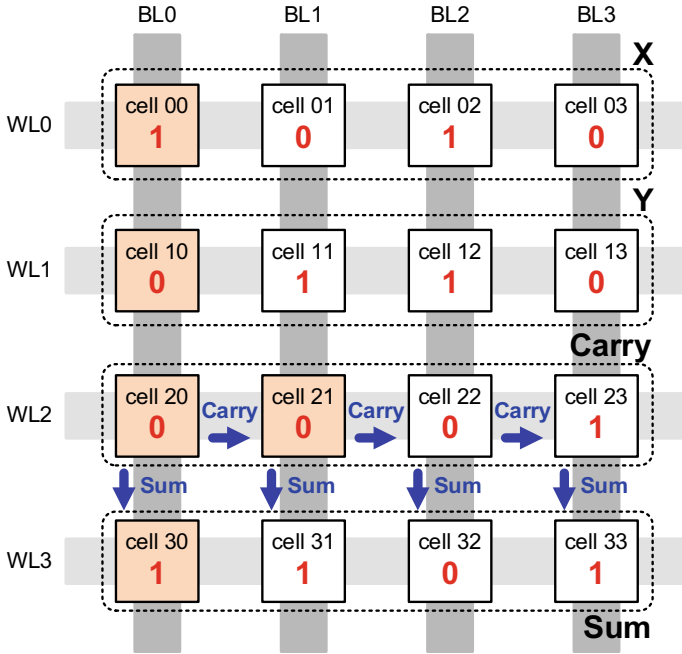 BL0 BL1 BL2 BL3
X
WL0 cell 00 cell 01 cell 02 cell 03
1 0 1 0
Y
WL1 cell 10 cell 11 cell 12 cell 13
0 1 1 0
Carry
WL2 cell 20 cell 21 cell 22 cell 23
0 Carry 0 Carry 0 Carry 1
Sum Sum Sum Sum
WL3 cell 30 cell 31 cell 32 cell 33
1 1 0 1
Sum